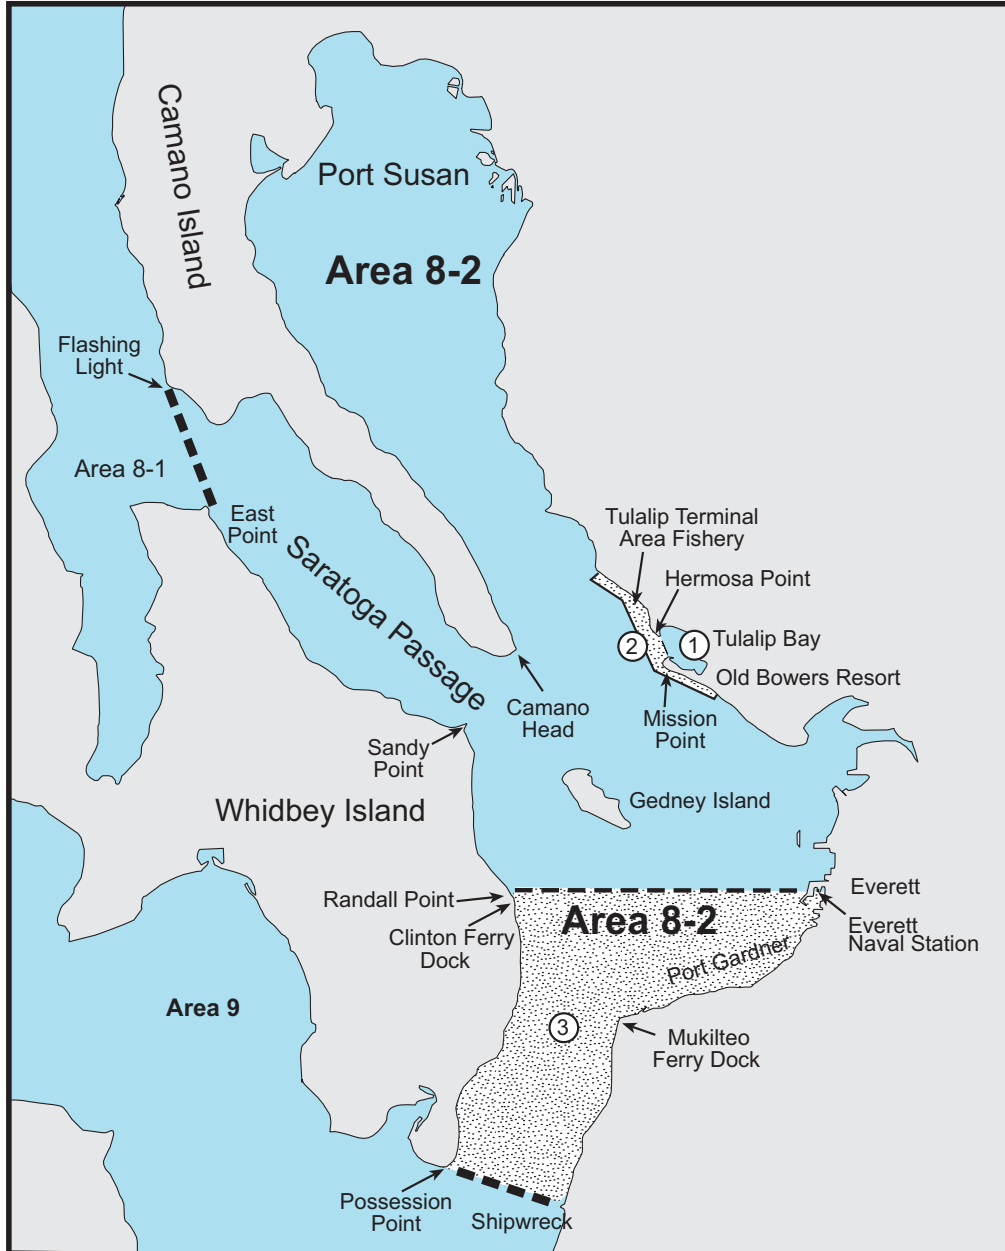 Camano Island
Port Susan
Area 8-2
Flashing
Light
Area 8-1
East
Point
Saratoga Passage
Tulalip Terminal
Area Fishery
Hermosa Point
2
1
Tulalip Bay
Old Bowers Resort
Camano
Head
Mission
Point
Sandy
Point
Gedney Island
Whidbey Island
Randall Point
Everett
Area 8-2
Clinton Ferry
Dock
Everett
Naval Station
Port Gardner
Area 9
3
Mukilteo
Ferry Dock
Possession
Point
Shipwreck